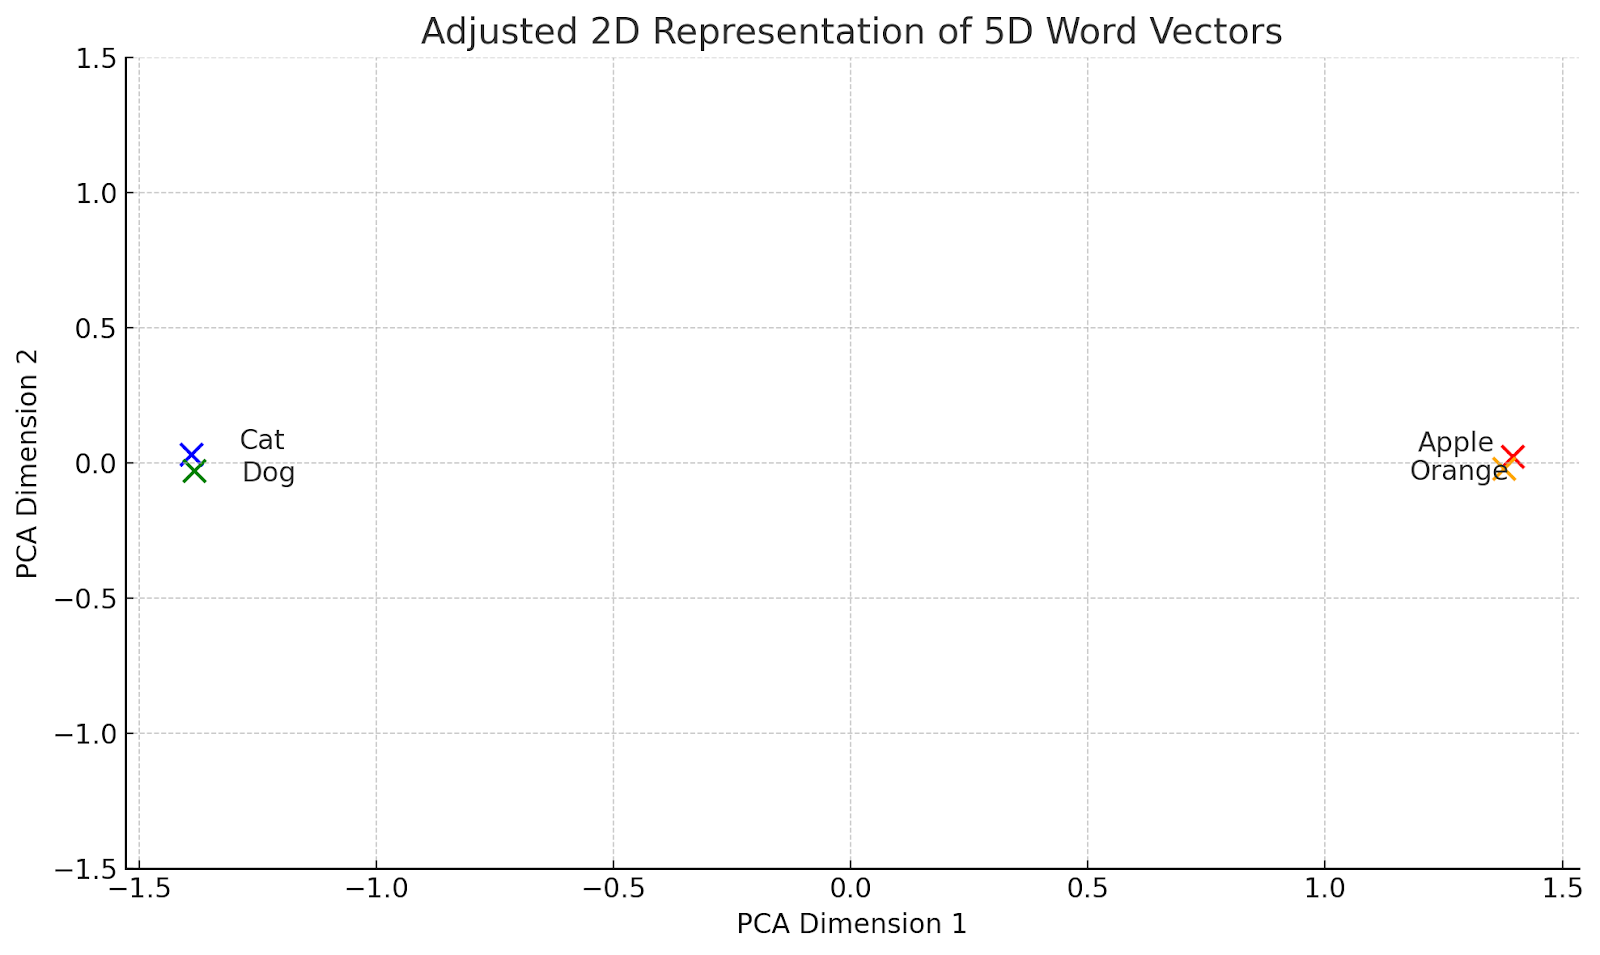 Adjusted 2D Representation of 5D Word Vectors
1.5
1.0
0.5
0.0
−0.5
−1.0
−1.5
PCA Dimension 2
Cat
Dog
Apple
Orange
−1.5
−1.0
−0.5
0.0
0.5
1.0
1.5
PCA Dimension 1